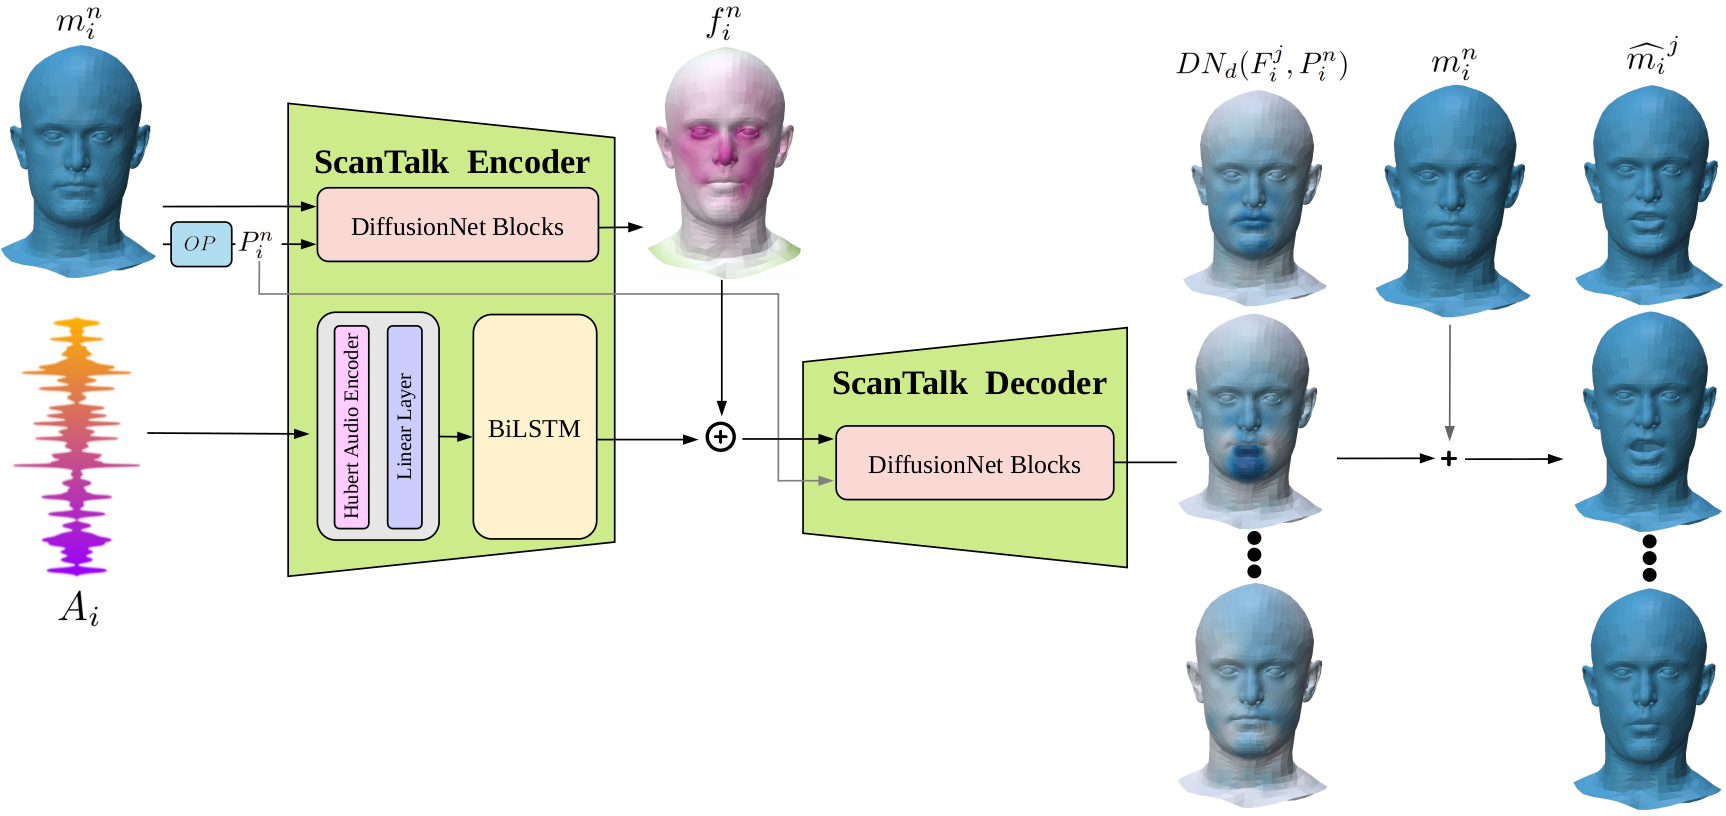 m_i^n
f_i^n
DN_d(F_i^j, P_i^n)
m_i^n
\widehat{m_i}^j
ScanTalk Encoder
DiffusionNet Blocks
OP
P_i^n
Hubert Audio Encoder
Linear Layer
BiLSTM
+
ScanTalk Decoder
DiffusionNet Blocks
+
A_i